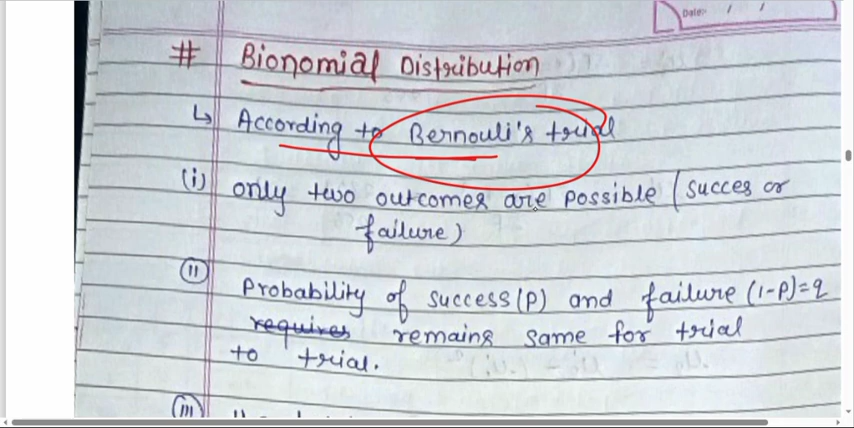 Date:- / /
# Bionomial Distribution
↳ According to Bernouli's trial
(i) only two outcomes are possible (succes or
failure)
(ii) Probability of success (P) and failure (1-P)=q
requires remains same for trial
to trial.
(iii)